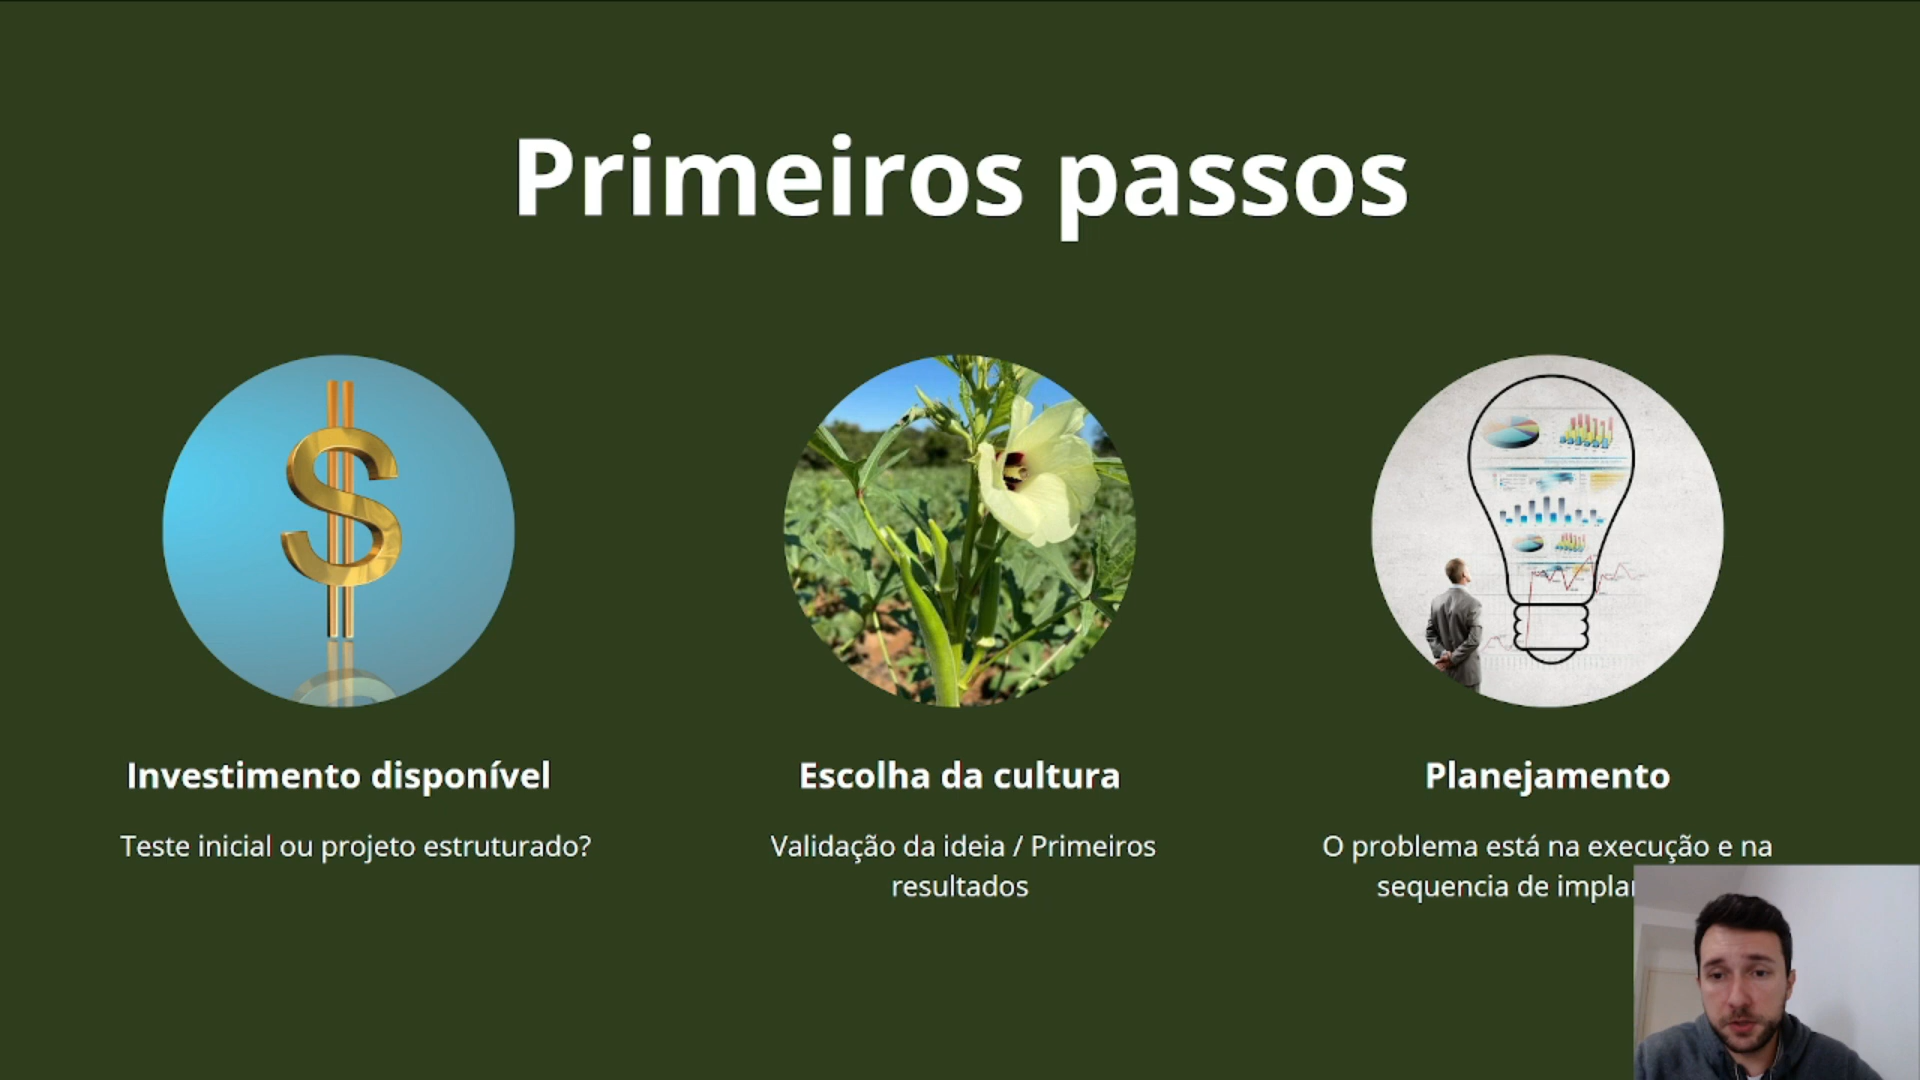 Primeiros passos
Investimento disponível
Teste inicial ou projeto estruturado?
Escolha da cultura
Validação da ideia / Primeiros
resultados
Planejamento
O problema está na execução e na
sequencia de